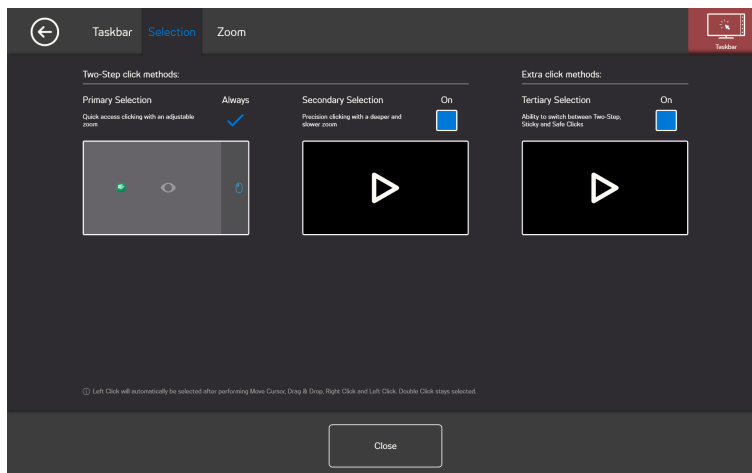 Taskbar Selection Zoom
Taskbar
Two-Step click methods:
Extra click methods:
Primary Selection Always
Quick access clicking with an adjustable
zoom
Secondary Selection On
Precision clicking with a deeper and
slower zoom
Tertiary Selection On
Ability to switch between Two-Step,
Sticky and Safe Clicks
Left Click will automatically be selected after performing Move Cursor, Drag & Drop, Right Click and Left Click. Double Click stays selected.
Close